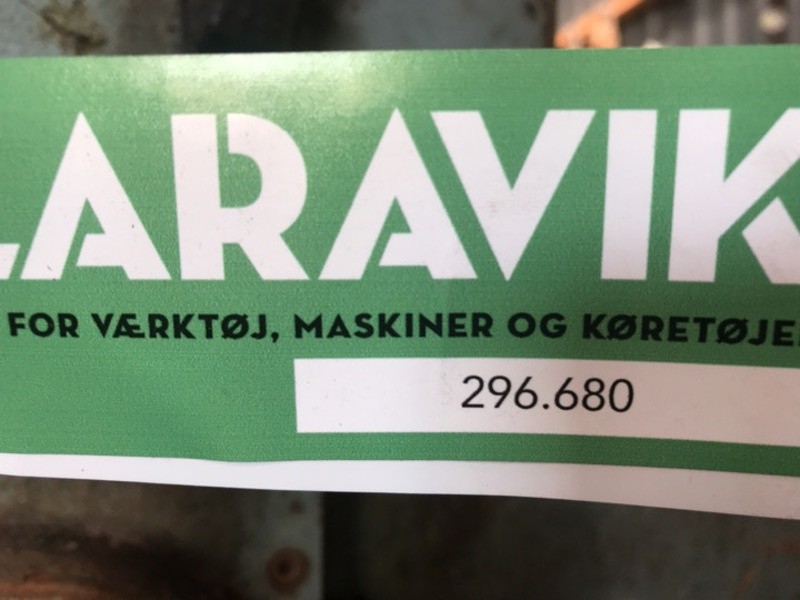 LARAVIK
FOR VÆRKTØJ, MASKINER OG KØRETØJE
296.680